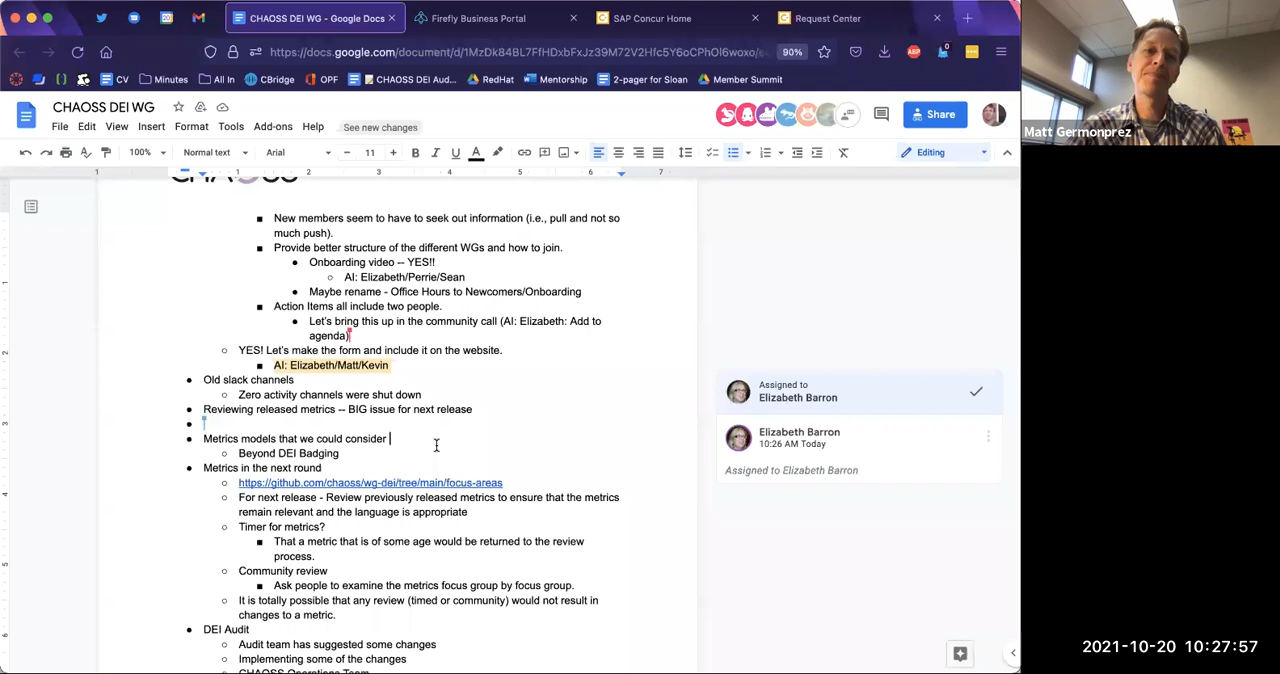 CHAOSS DEI WG - Google Docs
Firefly Business Portal
SAP Concur Home
Request Center
https://docs.google.com/document/d/1MzDk84BL7FfHDxbFxJz39M72V2Hfc5Y6oCPhOl6woxo/e
90%
CV
Minutes
All In
CBridge
OPF
CHAOSS DEI Aud...
RedHat
Mentorship
2-pager for Sloan
Member Summit
CHAOSS DEI WG
File Edit View Insert Format Tools Add-ons Help See new changes
Share
100% Normal text Arial 11 Editing
New members seem to have to seek out information (i.e., pull and not so
much push).
Provide better structure of the different WGs and how to join.
Onboarding video -- YES!!
AI: Elizabeth/Perrie/Sean
Maybe rename - Office Hours to Newcomers/Onboarding
Action Items all include two people.
Let's bring this up in the community call (AI: Elizabeth: Add to
agenda)
YES! Let's make the form and include it on the website.
AI: Elizabeth/Matt/Kevin
Old slack channels
Zero activity channels were shut down
Reviewing released metrics -- BIG issue for next release
Metrics models that we could consider
Beyond DEI Badging
Metrics in the next round
https://github.com/chaoss/wg-dei/tree/main/focus-areas
For next release - Review previously released metrics to ensure that the metrics
remain relevant and the language is appropriate
Timer for metrics?
That a metric that is of some age would be returned to the review
process.
Community review
Ask people to examine the metrics focus group by focus group.
It is totally possible that any review (timed or community) would not result in
changes to a metric.
DEI Audit
Audit team has suggested some changes
Implementing some of the changes
CHAOSS Operations Team
Assigned to
Elizabeth Barron
Elizabeth Barron
10:26 AM Today
Assigned to Elizabeth Barron
Matt Germonprez
2021-10-20 10:27:57